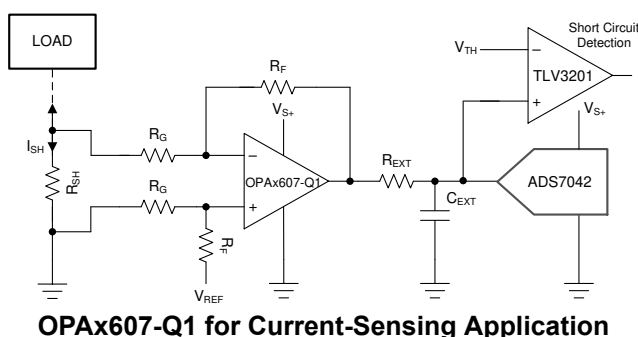 LOAD
I_SH
R_SH
R_G
R_G
R_F
R_F
V_REF
V_S+
OPAx607-Q1
R_EXT
C_EXT
V_TH
Short Circuit
Detection
TLV3201
V_S+
ADS7042
OPAx607-Q1 for Current-Sensing Application